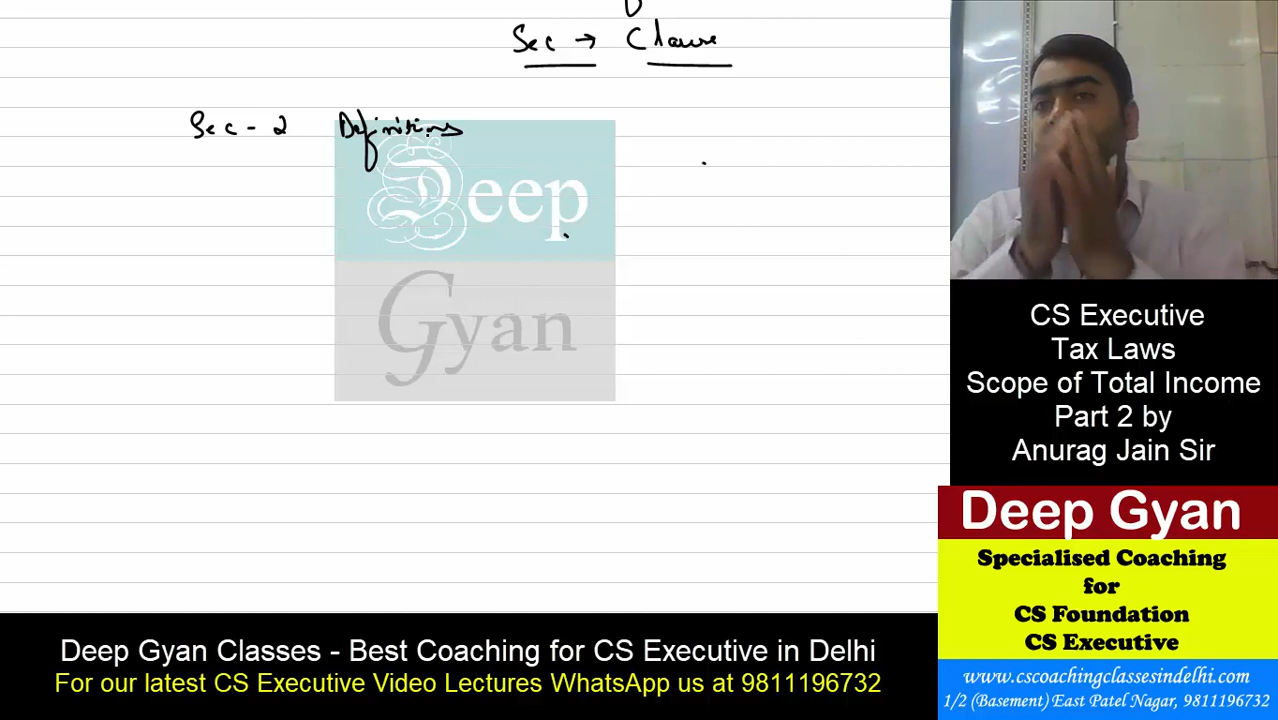 Sec → Clause
Sec - 2 Definitions
Deep
Gyan
CS Executive
Tax Laws
Scope of Total Income
Part 2 by
Anurag Jain Sir
Deep Gyan
Specialised Coaching
for
CS Foundation
CS Executive
www.cscoachingclassesindelhi.com
1/2 (Basement) East Patel Nagar, 9811196732
Deep Gyan Classes - Best Coaching for CS Executive in Delhi
For our latest CS Executive Video Lectures WhatsApp us at 9811196732